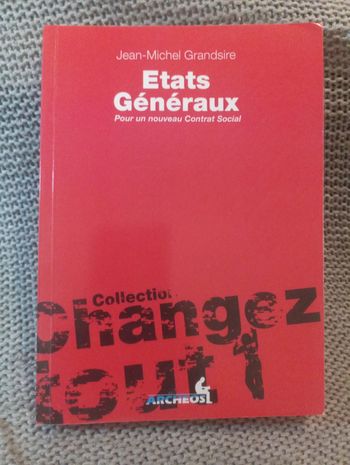 Jean-Michel Grandsire
Etats
Généraux
Pour un nouveau Contrat Social
Collection
changez
tout !
ARCHEOS